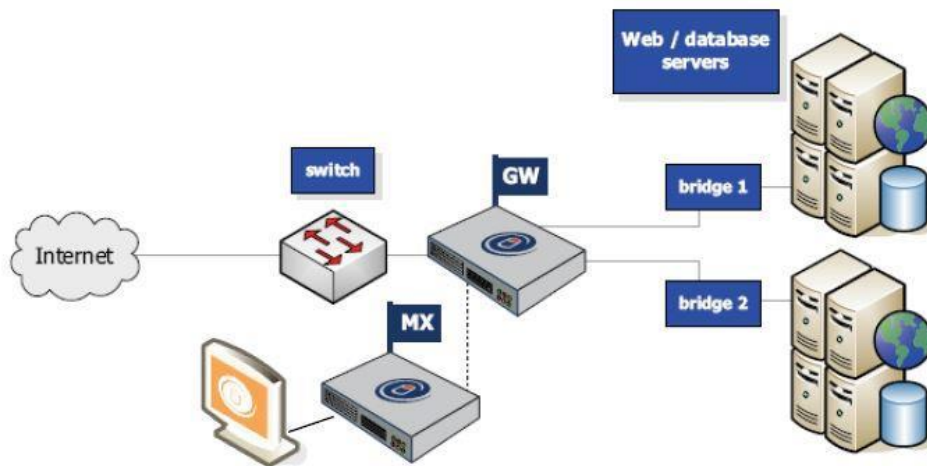 Web / database
servers
switch
GW
bridge 1
Internet
bridge 2
MX